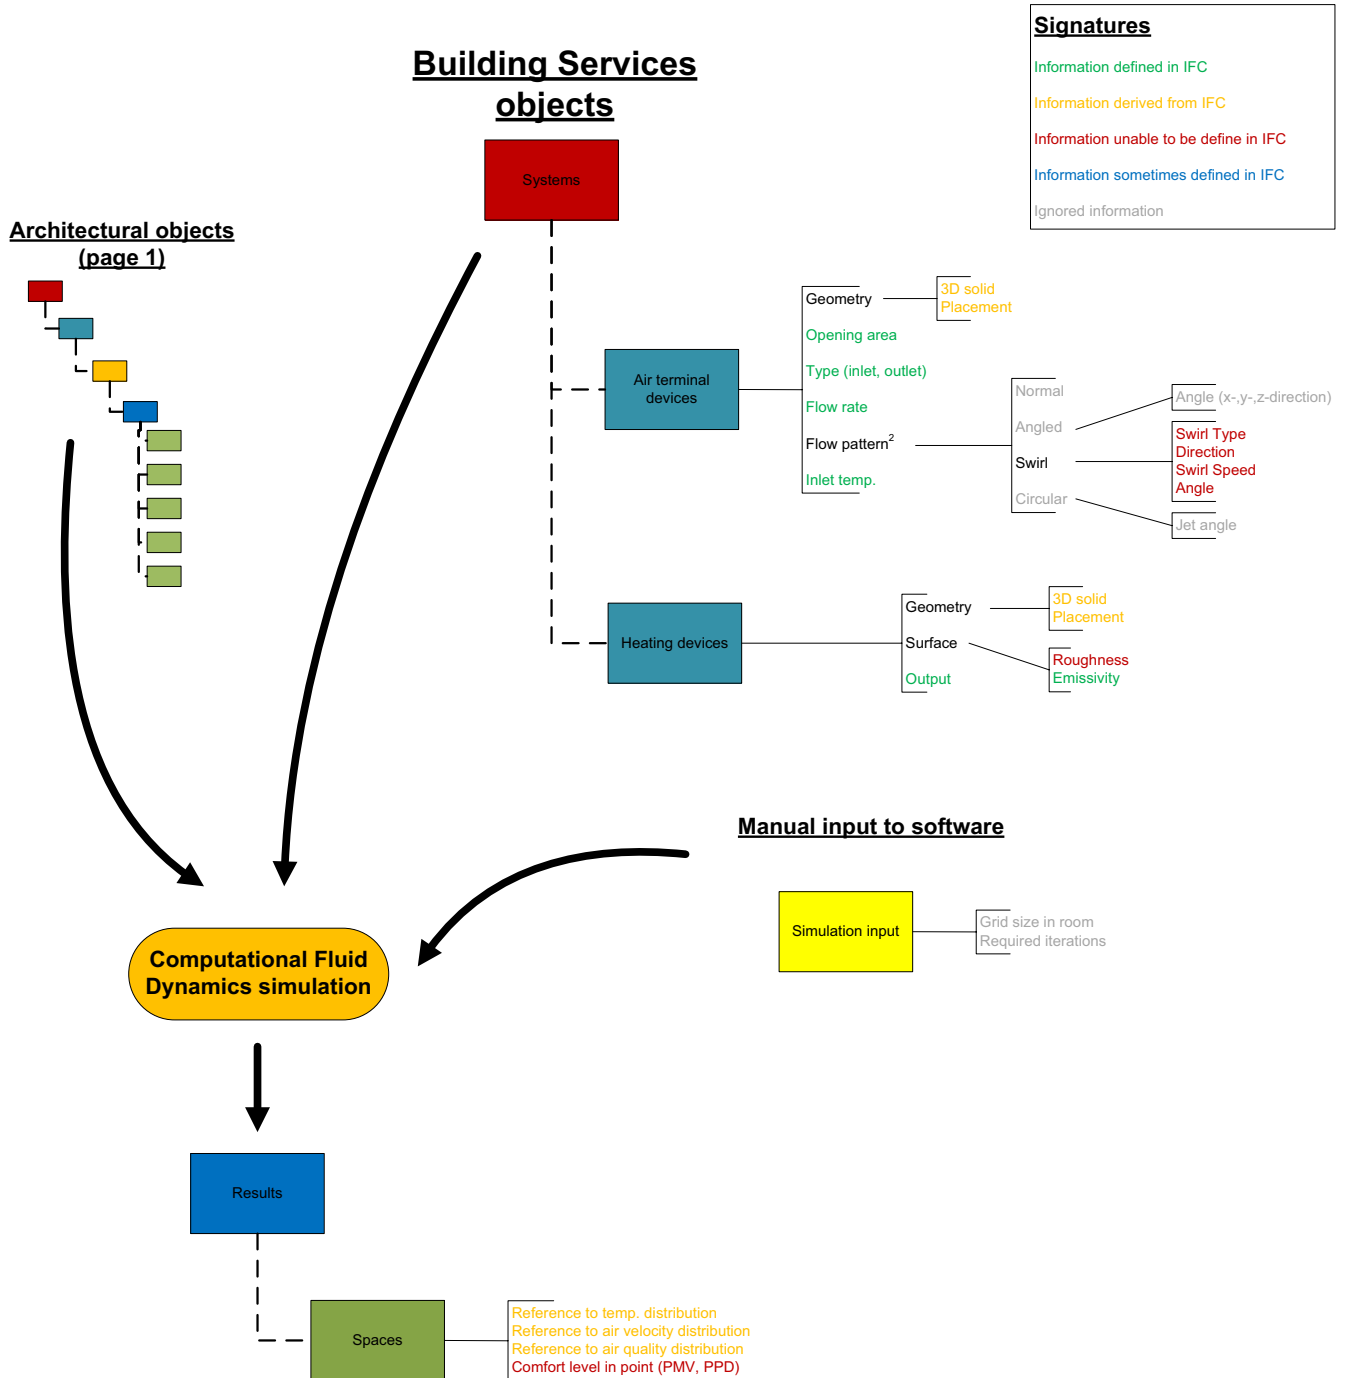 Signatures
Information defined in IFC
Information derived from IFC
Information unable to be define in IFC
Information sometimes defined in IFC
Ignored information
Building Services
objects
Systems
Architectural objects
(page 1)
Air terminal
devices
Geometry
3D solid
Placement
Opening area
Type (inlet, outlet)
Flow rate
Flow pattern²
Inlet temp.
Normal
Angled
Swirl
Circular
Angle (x-,y-,z-direction)
Swirl Type
Direction
Swirl Speed
Angle
Jet angle
Heating devices
Geometry
Surface
Output
3D solid
Placement
Roughness
Emissivity
Manual input to software
Simulation input
Grid size in room
Required iterations
Computational Fluid
Dynamics simulation
Results
Spaces
Reference to temp. distribution
Reference to air velocity distribution
Reference to air quality distribution
Comfort level in point (PMV, PPD)